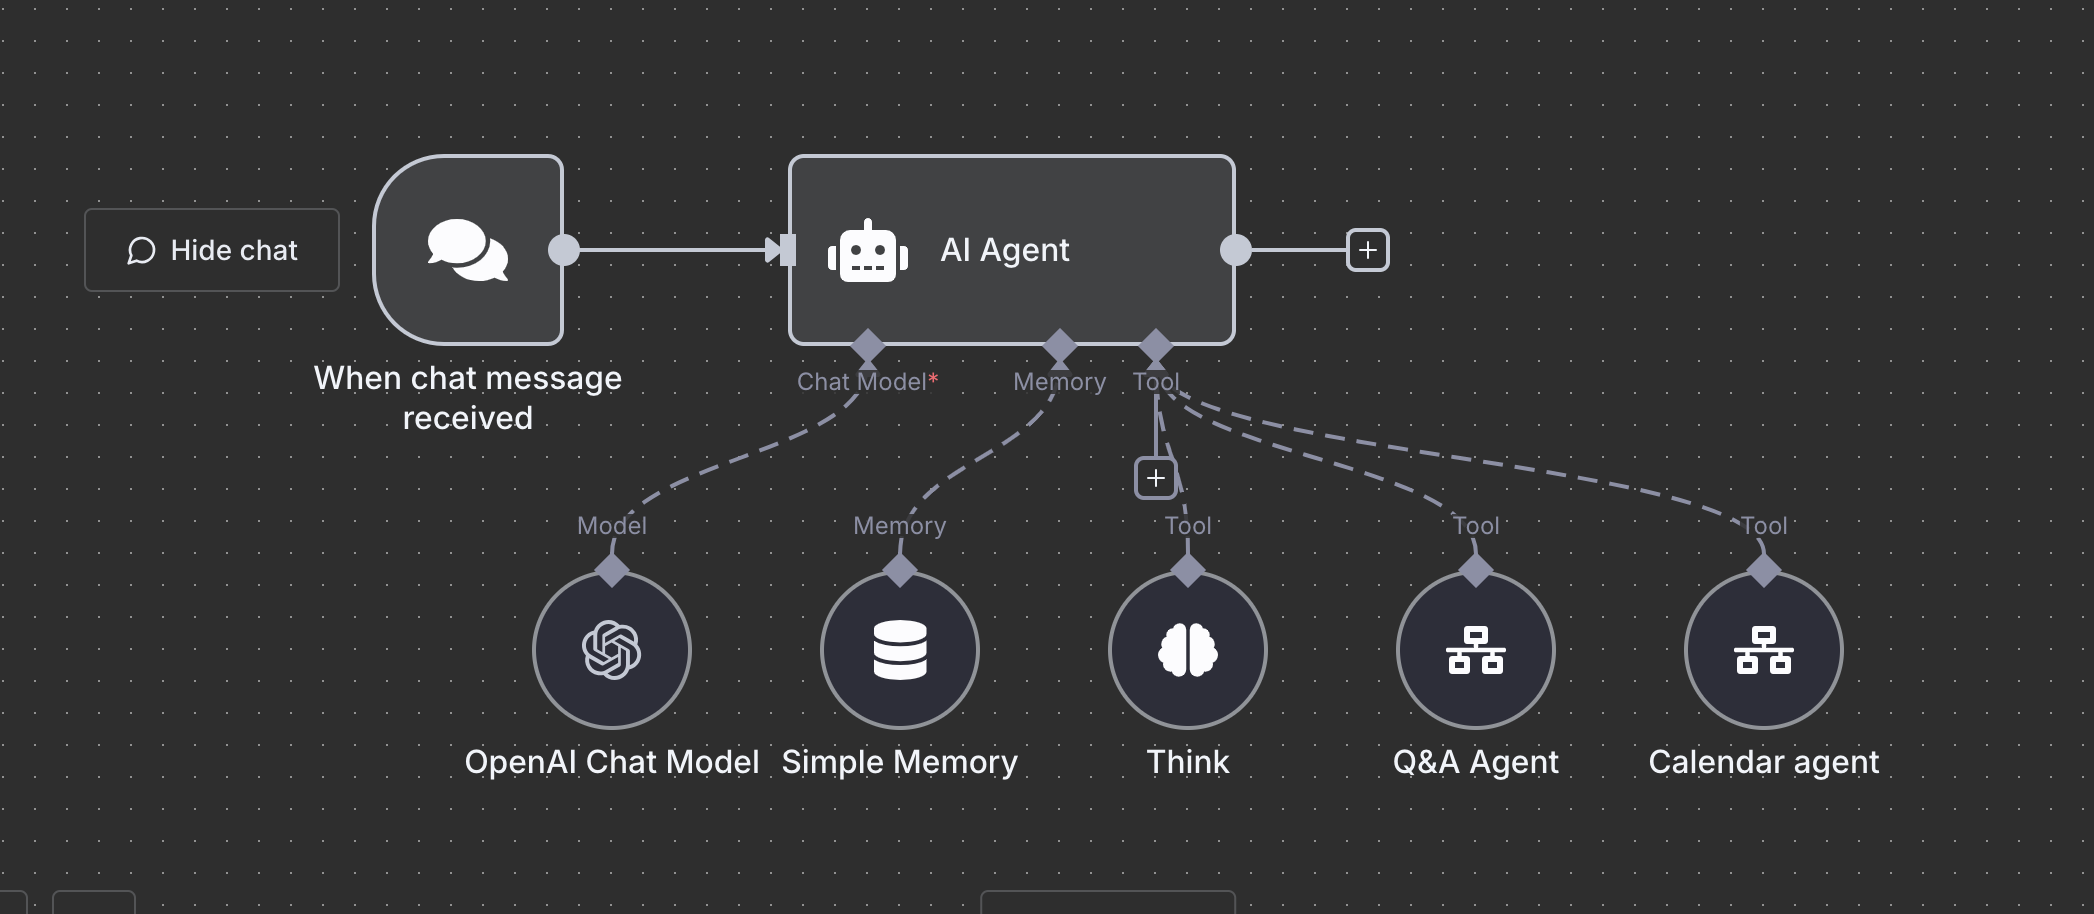 Hide chat
AI Agent
When chat message
received
Chat Model*
Memory
Tool
Model
Memory
Tool
Tool
Tool
OpenAI Chat Model
Simple Memory
Think
Q&A Agent
Calendar agent